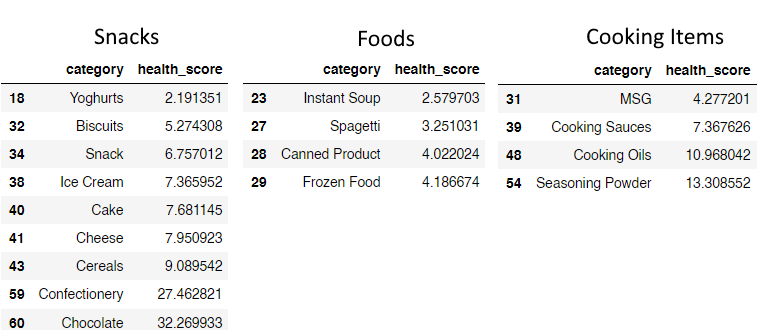 Snacks
category health_score
18 Yoghurts 2.191351
32 Biscuits 5.274308
34 Snack 6.757012
38 Ice Cream 7.365952
40 Cake 7.681145
41 Cheese 7.950923
43 Cereals 9.089542
59 Confectionery 27.462821
60 Chocolate 32.269933
Foods
category health_score
23 Instant Soup 2.579703
27 Spagetti 3.251031
28 Canned Product 4.022024
29 Frozen Food 4.186674
Cooking Items
category health_score
31 MSG 4.277201
39 Cooking Sauces 7.367626
48 Cooking Oils 10.968042
54 Seasoning Powder 13.308552